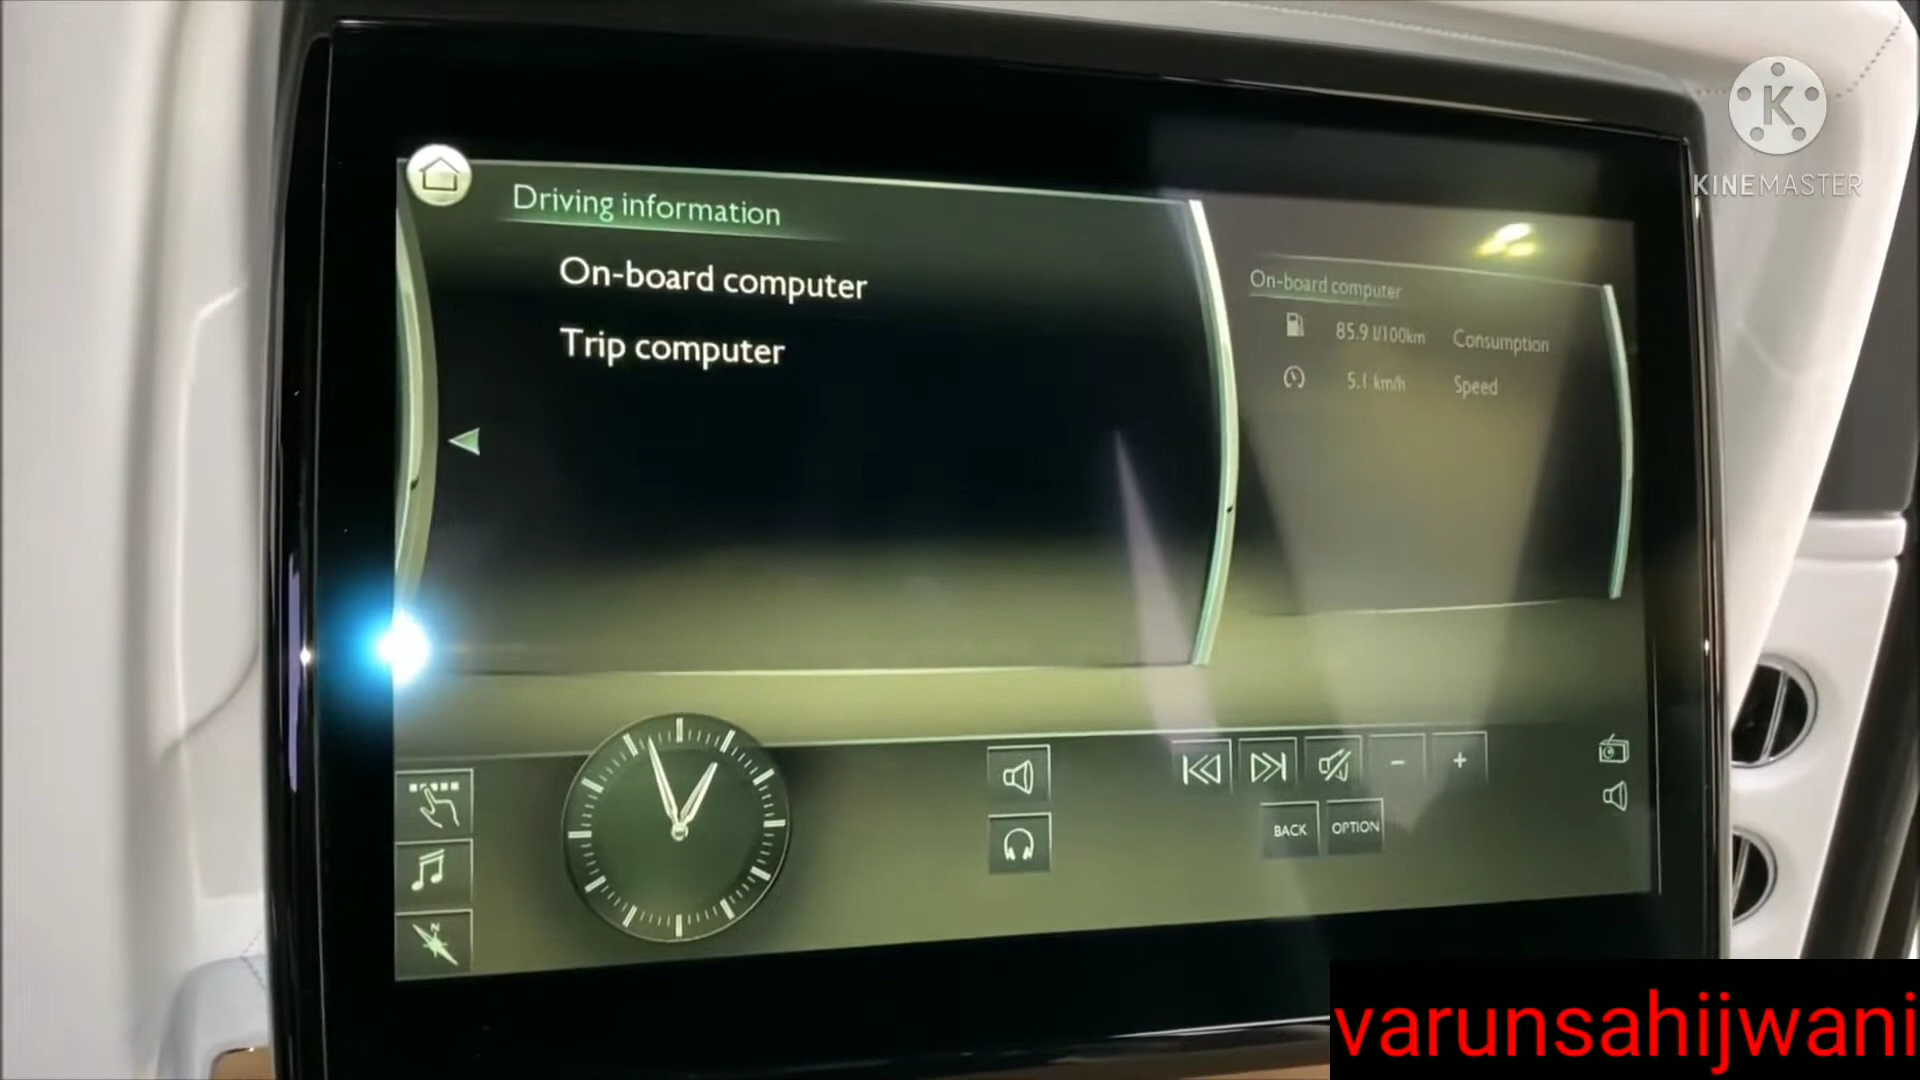 KINEMASTER
Driving information
On-board computer
Trip computer
On-board computer
85.9 l/100km Consumption
5.1 km/h Speed
BACK OPTION
N
varunsahijwani